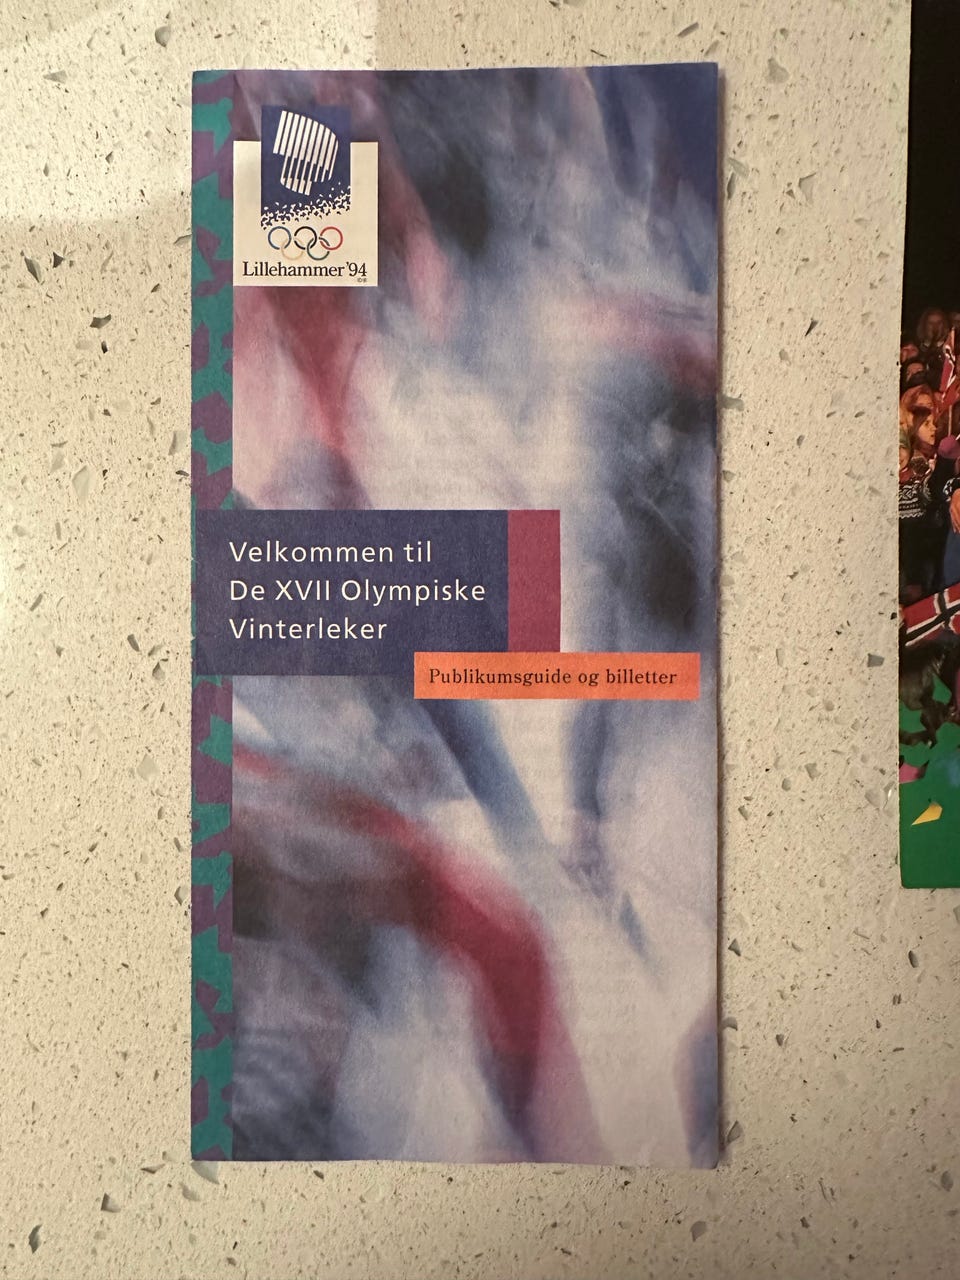 Lillehammer'94
©®
Velkommen til
De XVII Olympiske
Vinterleker
Publikumsguide og billetter